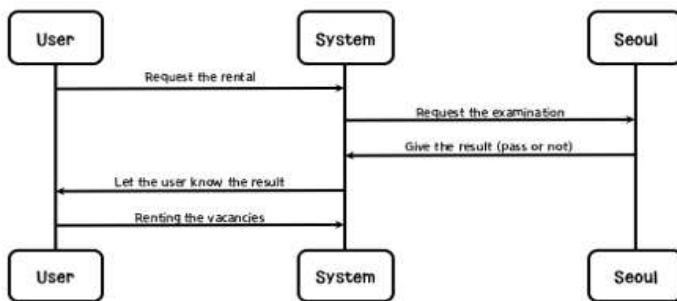 User
System
Seoul
Request the rental
Request the examination
Give the result (pass or not)
Let the user know the result
Renting the vacancies
User
System
Seoul